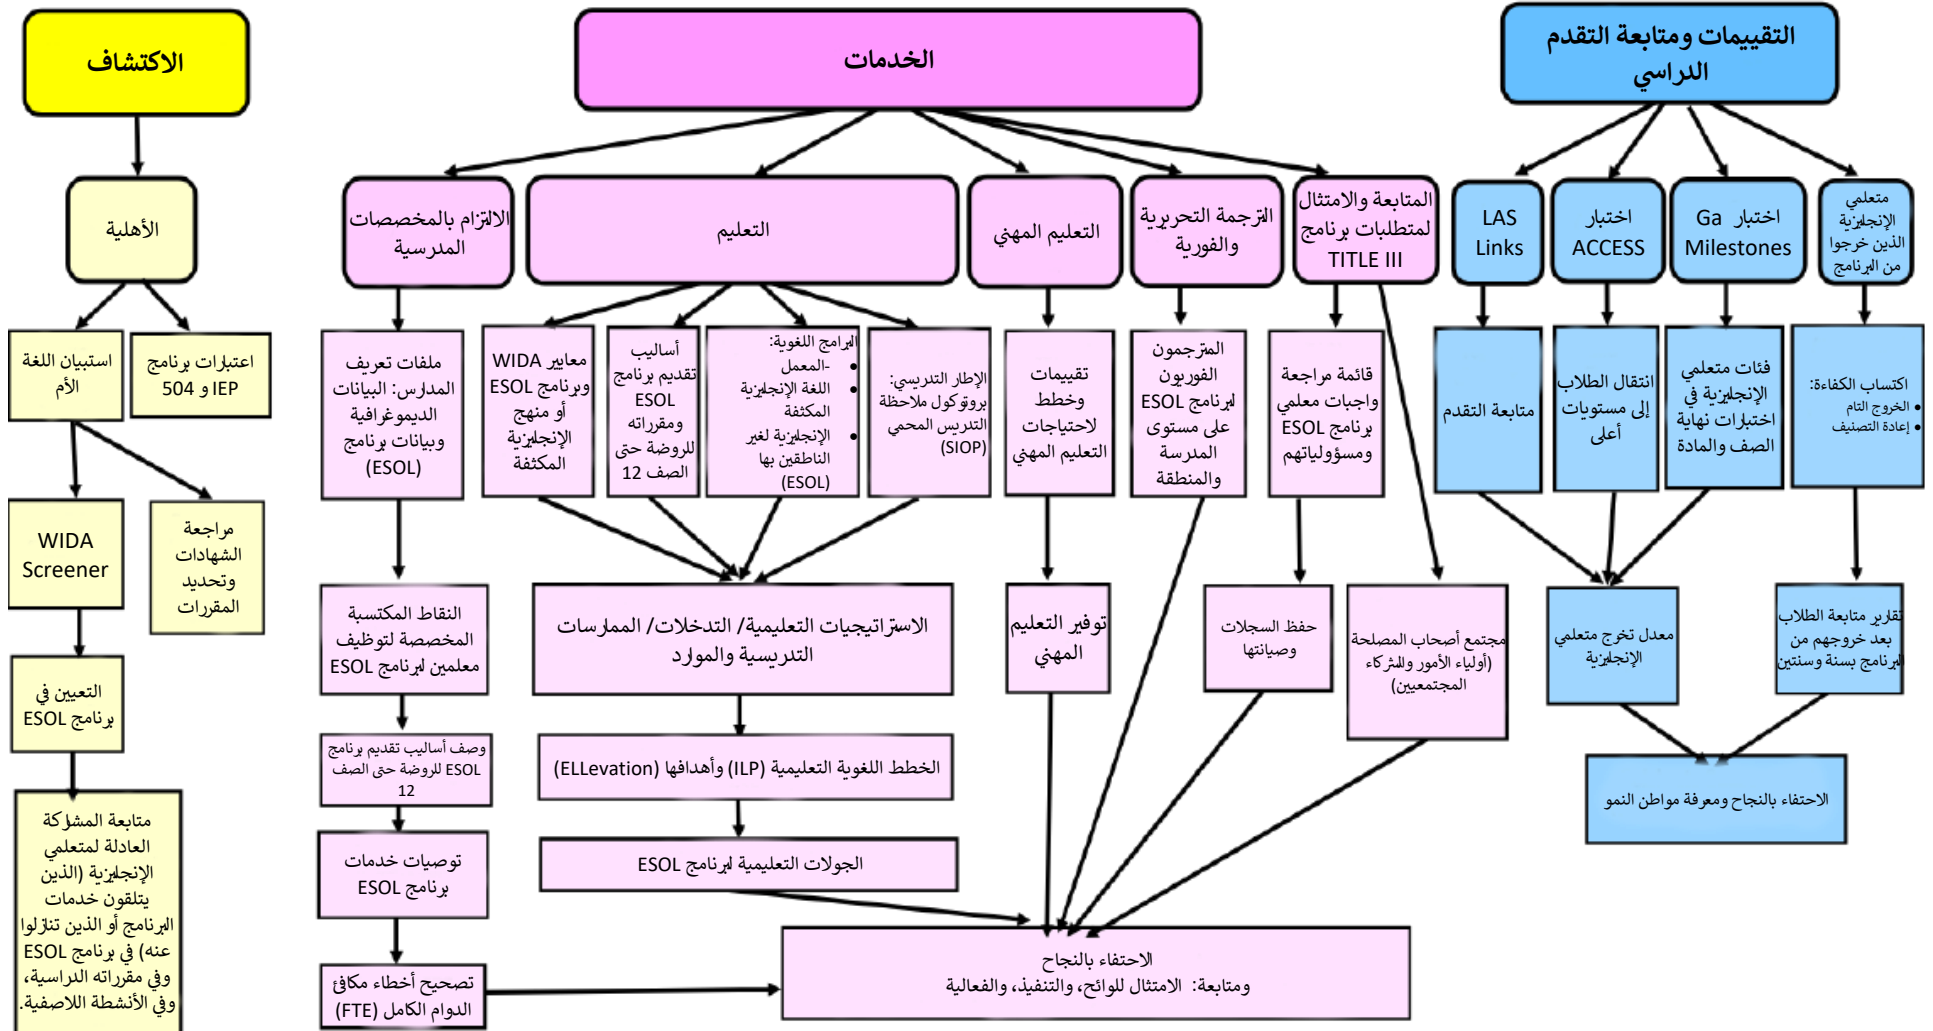 الاكتشاف
الأهلية
استبيان اللغة
الأم
اعتبارات برنامج
IEP و 504
WIDA
Screener
مراجعة
الشهادات
وتحديد
المقررات
التعيين في
برنامج ESOL
متابعة المشاركة
العادلة لمتعلمي
الإنجليزية (الذين
يتلقون خدمات
البرنامج أو الذين تنازلوا
عنه) في برنامج ESOL
وفي مقرراته الدراسية،
وفي الأنشطة اللاصفية.
الخدمات
الالتزام بالمخصصات
المدرسية
ملفات تعريف
المدارس: البيانات
الديموغرافية
وبيانات برنامج
(ESOL)
النقاط المكتسبة
المخصصة لتوظيف
معلمين لبرنامج ESOL
وصف أساليب تقديم برنامج
ESOL للروضة حتى الصف
12
توصيات خدمات
برنامج ESOL
تصحيح أخطاء مكافئ
الدوام الكامل (FTE)
التعليم
معايير WIDA
وبرنامج ESOL
أو منهج
الإنجليزية
المكثفة
أساليب
تقديم برنامج
ESOL
ومقرراته
للروضة حتى
الصف 12
البرامج اللغوية:
• -المعمل
• اللغة الإنجليزية
المكثفة
• الإنجليزية لغير
الناطقين بها
(ESOL)
الإطار التدريسي:
بروتوكول ملاحظة
التدريس المحمي
(SIOP)
الاستراتيجيات التعليمية/ التدخلات/ الممارسات
التدريسية والموارد
الخطط اللغوية التعليمية (ILP) وأهدافها (ELLevation)
الجولات التعليمية لبرنامج ESOL
التعليم المهني
تقييمات
وخطط
لاحتياجات
التعليم المهني
توفير التعليم
المهني
الترجمة التحريرية
والفورية
المترجمون
الفوريون
لبرنامج ESOL
على مستوى
المدرسة
والمنطقة
المتابعة والامتثال
لمتطلبات برنامج
TITLE III
قائمة مراجعة
واجبات معلمي
برنامج ESOL
ومسؤولياتهم
حفظ السجلات
وصيانتها
مجتمع أصحاب المصلحة
(أولياء الأمور والشركاء
المجتمعيين)
الاحتفاء بالنجاح
ومتابعة: الامتثال للوائح، والتنفيذ، والفعالية
التقييمات ومتابعة التقدم
الدراسي
LAS
Links
متابعة التقدم
اختبار
ACCESS
انتقال الطلاب
إلى مستويات
أعلى
اختبار Ga
Milestones
فئات متعلمي
الإنجليزية في
اختبارات نهاية
الصف والمادة
متعلمي
الإنجليزية
الذين خرجوا
من البرنامج
اكتساب الكفاءة:
• الخروج التام
• إعادة التصنيف
معدل تخرج متعلمي
الإنجليزية
تقارير متابعة الطلاب
بعد خروجهم من
البرنامج بسنة وسنتين
الاحتفاء بالنجاح ومعرفة مواطن النمو